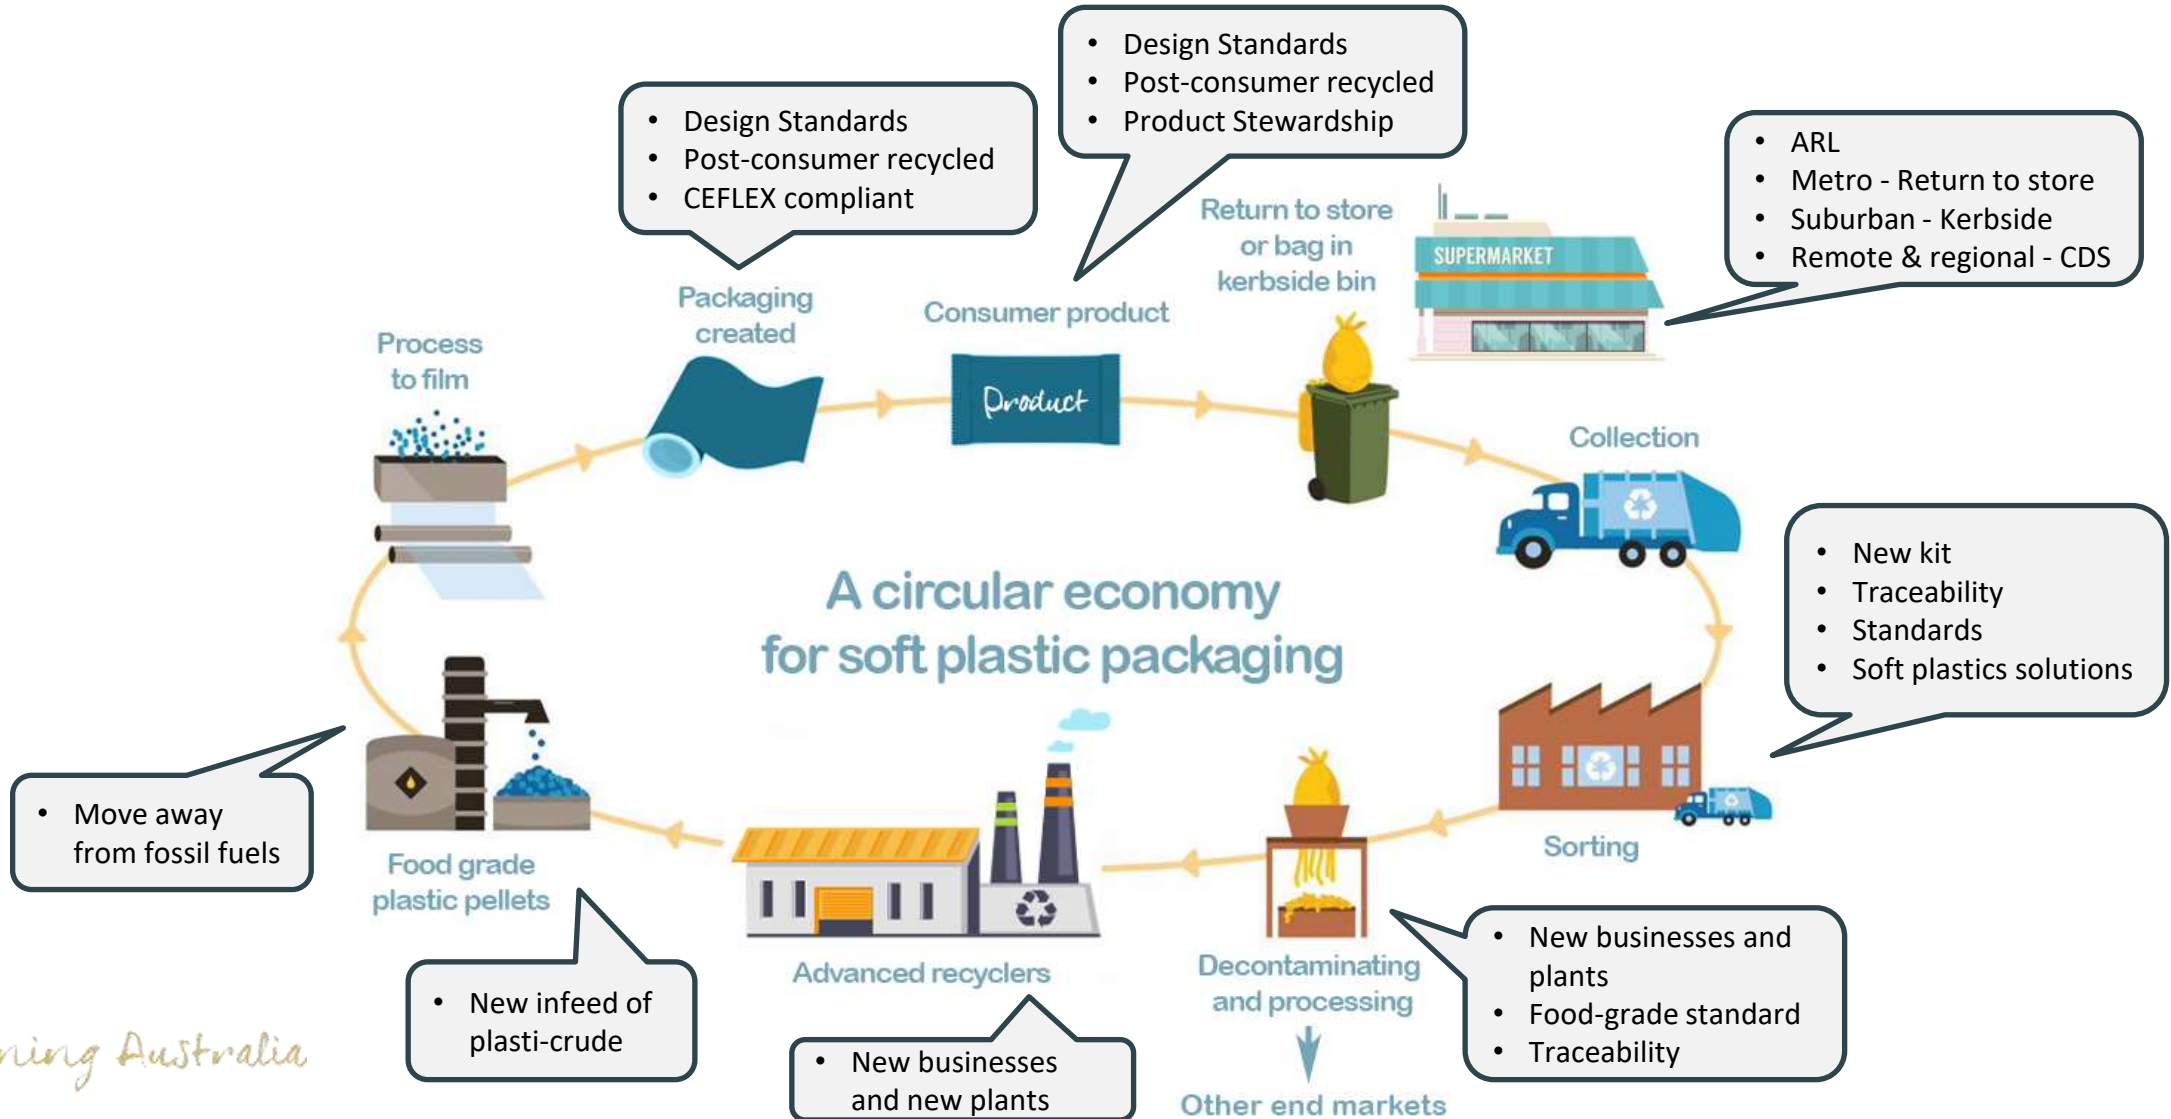 • Design Standards
• Post-consumer recycled
• Product Stewardship
• Design Standards
• Post-consumer recycled
• CEFLEX compliant
• ARL
• Metro - Return to store
• Suburban - Kerbside
• Remote & regional - CDS
Return to store
or bag in
kerbside bin
SUPERMARKET
Packaging
created
Consumer product
Process
to film
Product
Collection
• New kit
• Traceability
• Standards
• Soft plastics solutions
A circular economy
for soft plastic packaging
• Move away
from fossil fuels
Food grade
plastic pellets
Sorting
Advanced recyclers
Decontaminating
and processing
• New businesses and
plants
• Food-grade standard
• Traceability
• New infeed of
plasti-crude
• New businesses
and new plants
Other end markets
Australia